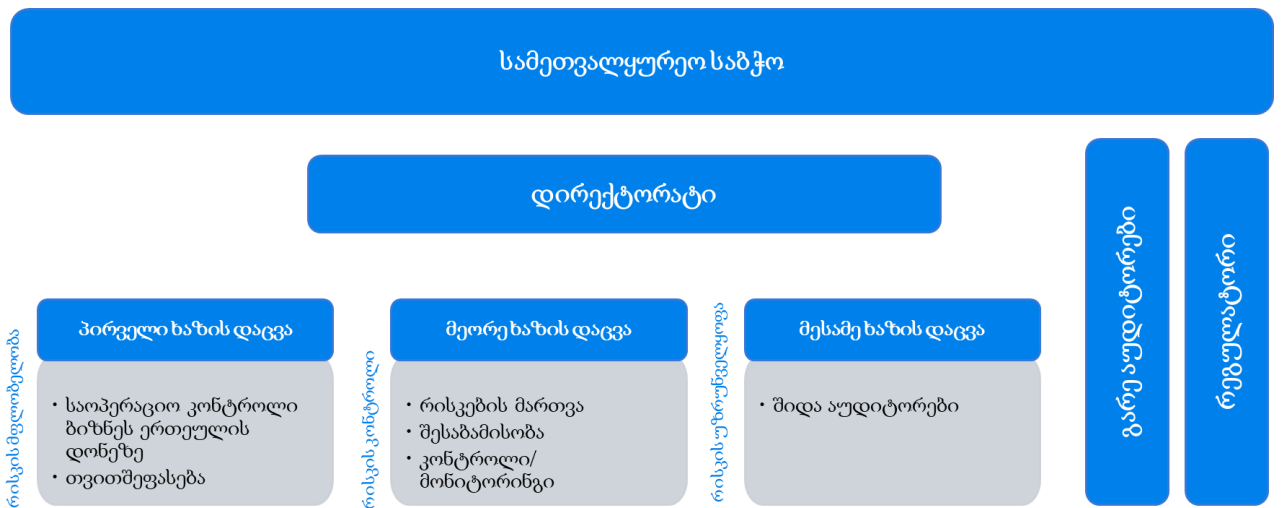 სამეთვალყურეო საბჭო
დირექტორატი
რისკის მფლობელობა
პირველი ხაზის დაცვა
• საოპერაციო კონტროლი
ბიზნეს ერთეულის
დონეზე
• თვითშეფასება
რისკის კონტროლი
მეორე ხაზის დაცვა
• რისკების მართვა
• შესაბამისობა
• კონტროლი/
მონიტორინგი
რისკის უზრუნველყოფა
მესამე ხაზის დაცვა
• შიდა აუდიტორები
გარე აუდიტორები
რეგულატორი